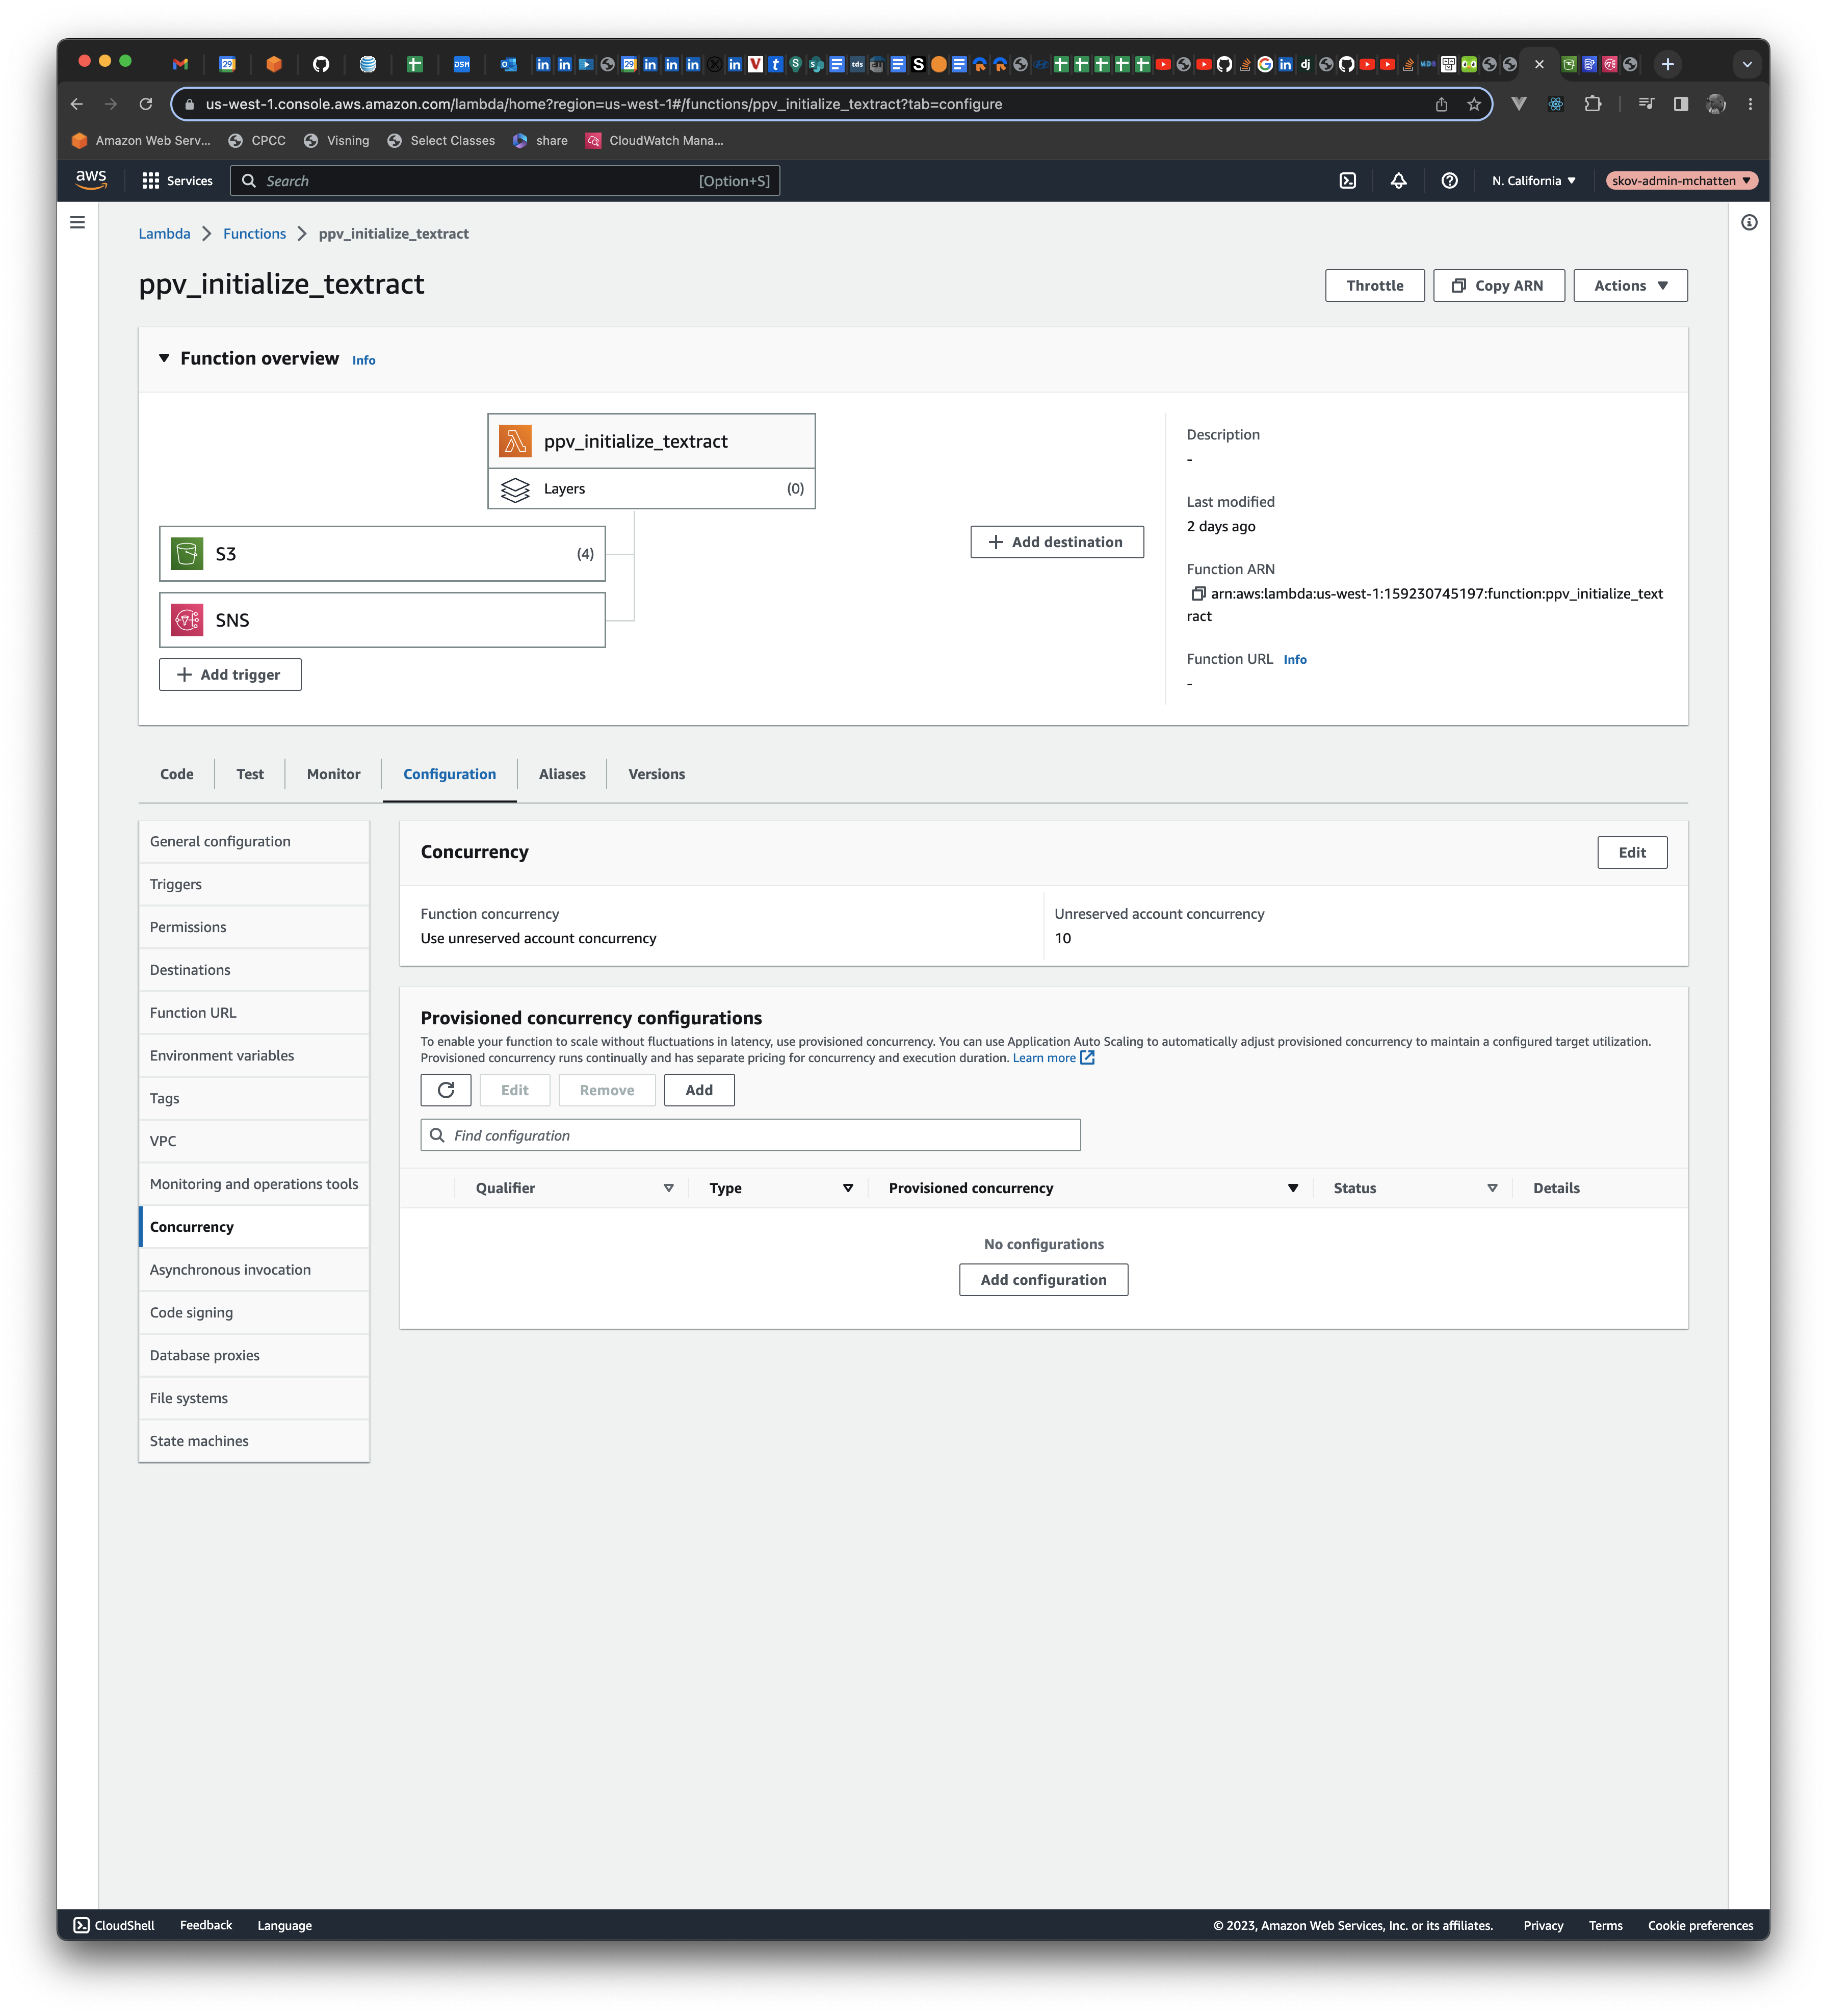 us-west-1.console.aws.amazon.com/lambda/home?region=us-west-1#/functions/ppv_initialize_textract?tab=configure
Amazon Web Serv... CPCC Visning Select Classes share CloudWatch Mana...
aws Services Search [Option+S] N. California skov-admin-mchatten
Lambda Functions ppv_initialize_textract
ppv_initialize_textract
Throttle Copy ARN Actions
Function overview Info
ppv_initialize_textract
Layers (0)
S3 (4)
SNS
Add trigger
Add destination
Description
-
Last modified
2 days ago
Function ARN
arn:aws:lambda:us-west-1:159230745197:function:ppv_initialize_text
ract
Function URL Info
-
Code Test Monitor Configuration Aliases Versions
General configuration
Triggers
Permissions
Destinations
Function URL
Environment variables
Tags
VPC
Monitoring and operations tools
Concurrency
Asynchronous invocation
Code signing
Database proxies
File systems
State machines
Concurrency Edit
Function concurrency
Use unreserved account concurrency
Unreserved account concurrency
10
Provisioned concurrency configurations
To enable your function to scale without fluctuations in latency, use provisioned concurrency. You can use Application Auto Scaling to automatically adjust provisioned concurrency to maintain a configured target utilization.
Provisioned concurrency runs continually and has separate pricing for concurrency and execution duration. Learn more
Edit Remove Add
Find configuration
Qualifier Type Provisioned concurrency Status Details
No configurations
Add configuration
CloudShell Feedback Language © 2023, Amazon Web Services, Inc. or its affiliates. Privacy Terms Cookie preferences